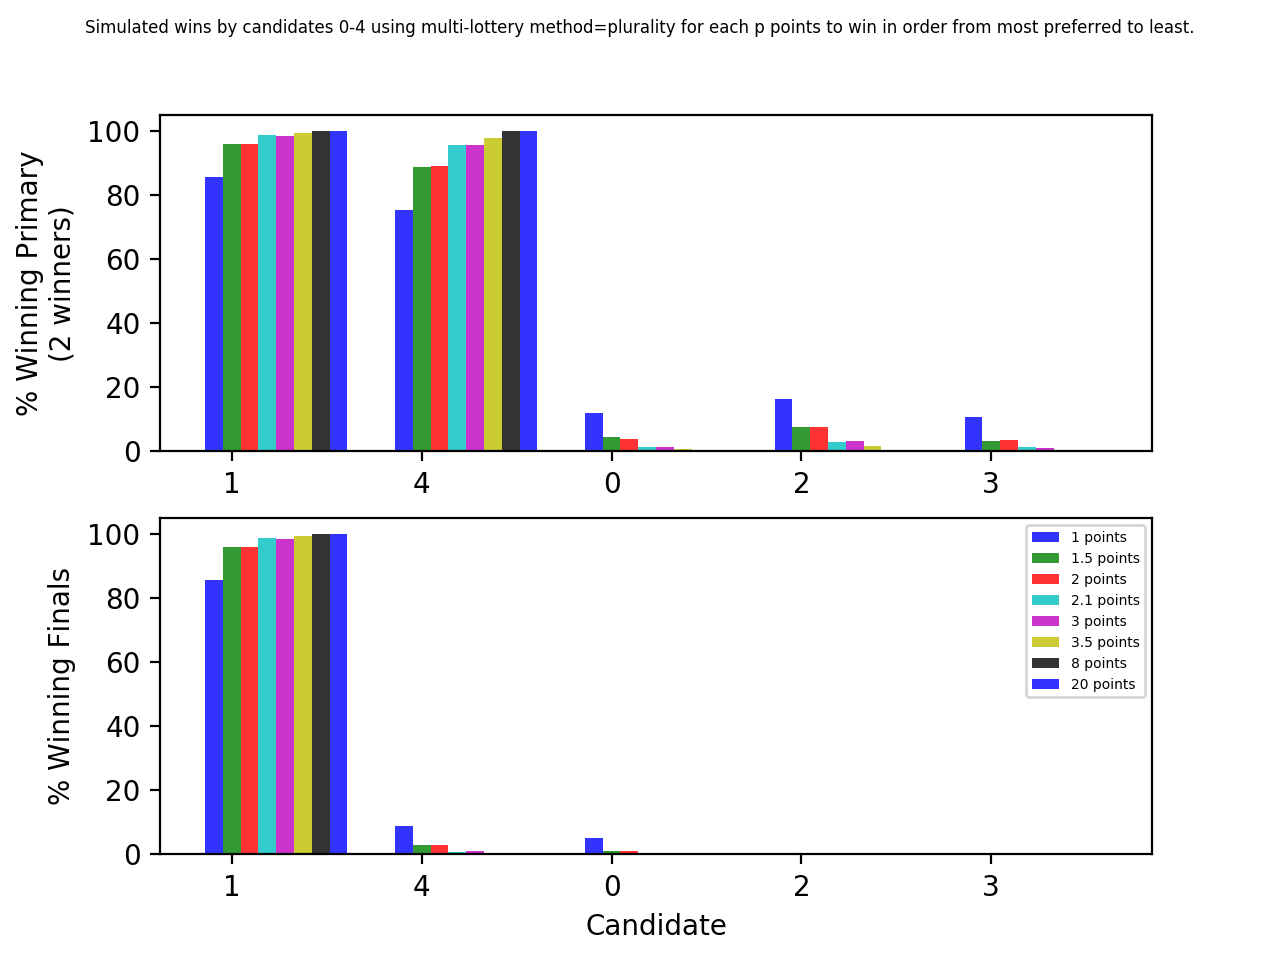 Simulated wins by candidates 0-4 using multi-lottery method=plurality for each p points to win in order from most preferred to least.
% Winning Primary
(2 winners)
100
80
60
40
20
0
1 4 0 2 3
% Winning Finals
100
80
60
40
20
0
1 points
1.5 points
2 points
2.1 points
3 points
3.5 points
8 points
20 points
1 4 0 2 3
Candidate